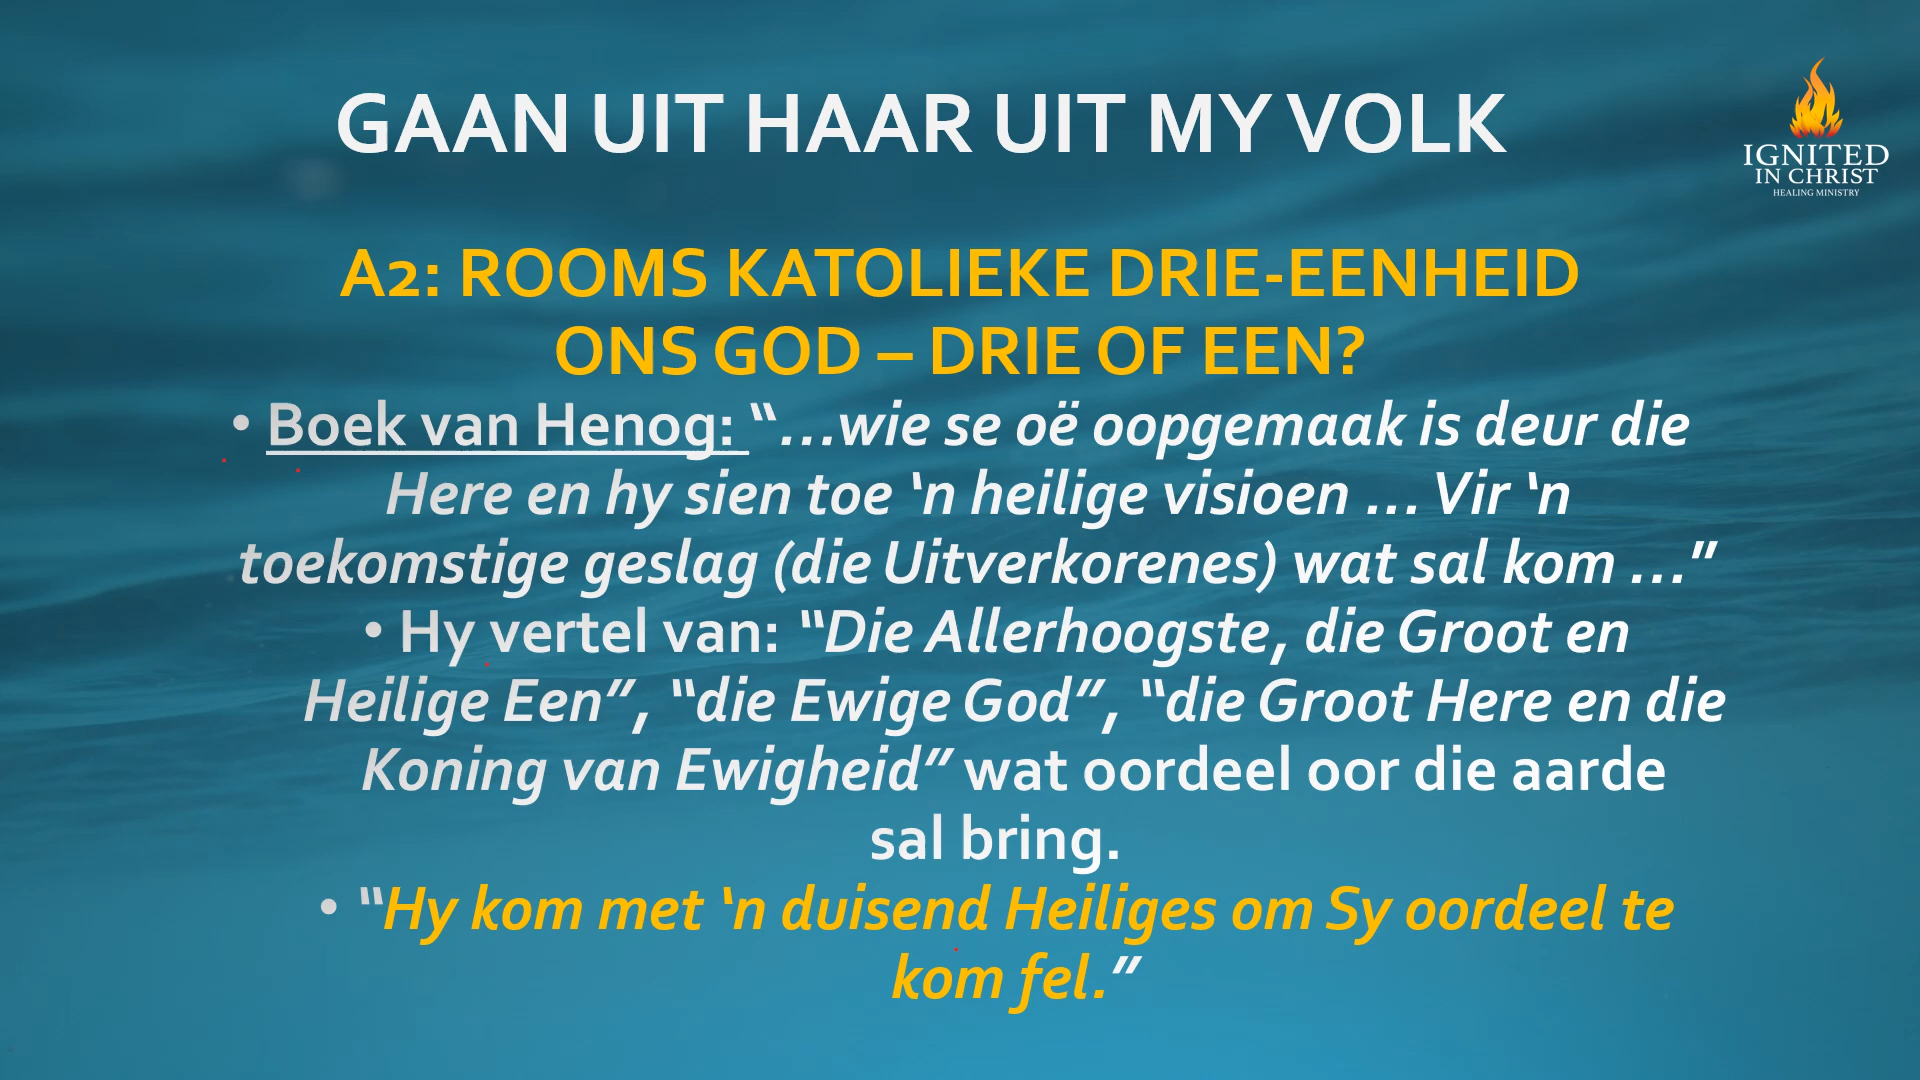 GAAN UIT HAAR UIT MY VOLK
IGNITED
IN CHRIST
HEALING MINISTRY
A2: ROOMS KATOLIEKE DRIE-EENHEID
ONS GOD – DRIE OF EEN?
• Boek van Henog: “…wie se oë oopgemaak is deur die
Here en hy sien toe ‘n heilige visioen … Vir ‘n
toekomstige geslag (die Uitverkorenes) wat sal kom …”
• Hy vertel van: “Die Allerhoogste, die Groot en
Heilige Een”, “die Ewige God”, “die Groot Here en die
Koning van Ewigheid” wat oordeel oor die aarde
sal bring.
• “Hy kom met ‘n duisend Heiliges om Sy oordeel te
kom fel.”